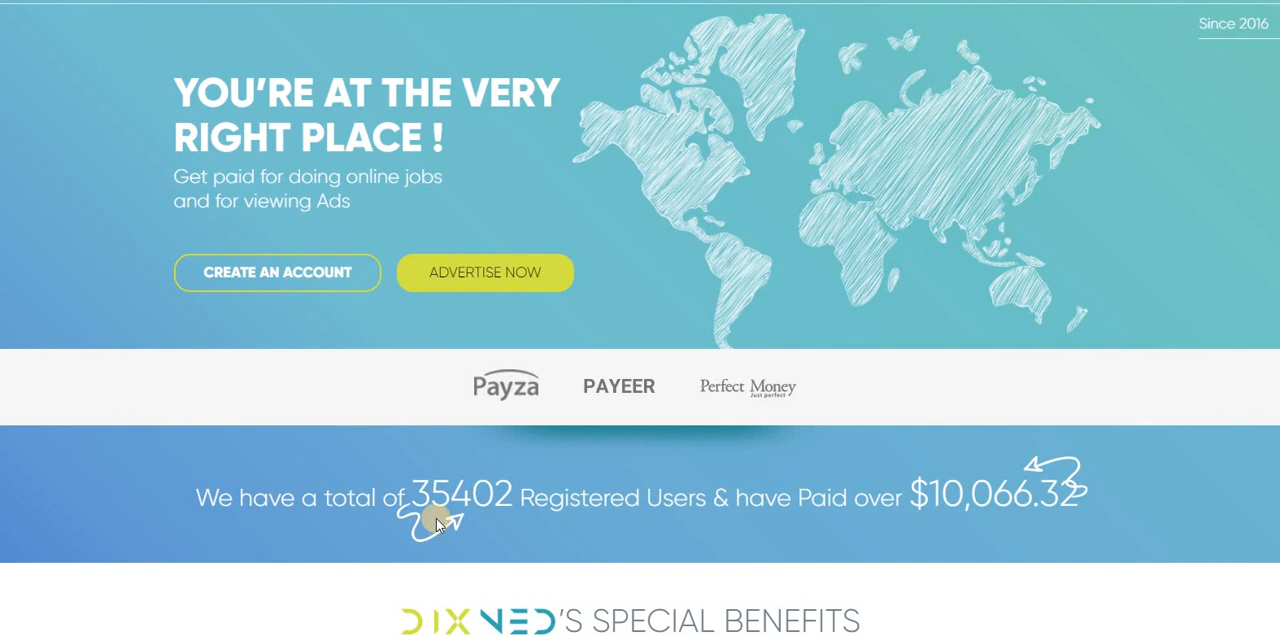 Since 2016
YOU'RE AT THE VERY
RIGHT PLACE !
Get paid for doing online jobs
and for viewing Ads
CREATE AN ACCOUNT
ADVERTISE NOW
Payza
PAYEER
Perfect Money
Just perfect
We have a total of 35402 Registered Users & have Paid over $10,066.32
DIXNED'S SPECIAL BENEFITS